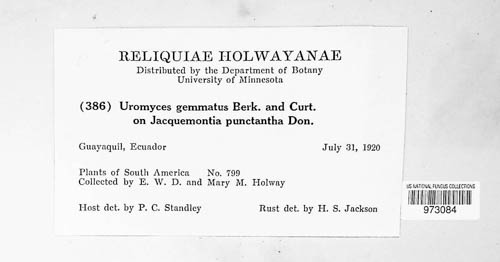 RELIQUIAE HOLWAYANAE
Distributed by the Department of Botany
University of Minnesota
(386) Uromyces gemmatus Berk. and Curt.
on Jacquemontia punctantha Don.
Guayaquil, Ecuador July 31, 1920
Plants of South America No. 799
Collected by E. W. D. and Mary M. Holway
Host det. by P. C. Standley Rust det. by H. S. Jackson
US NATIONAL FUNGUS COLLECTIONS
973084